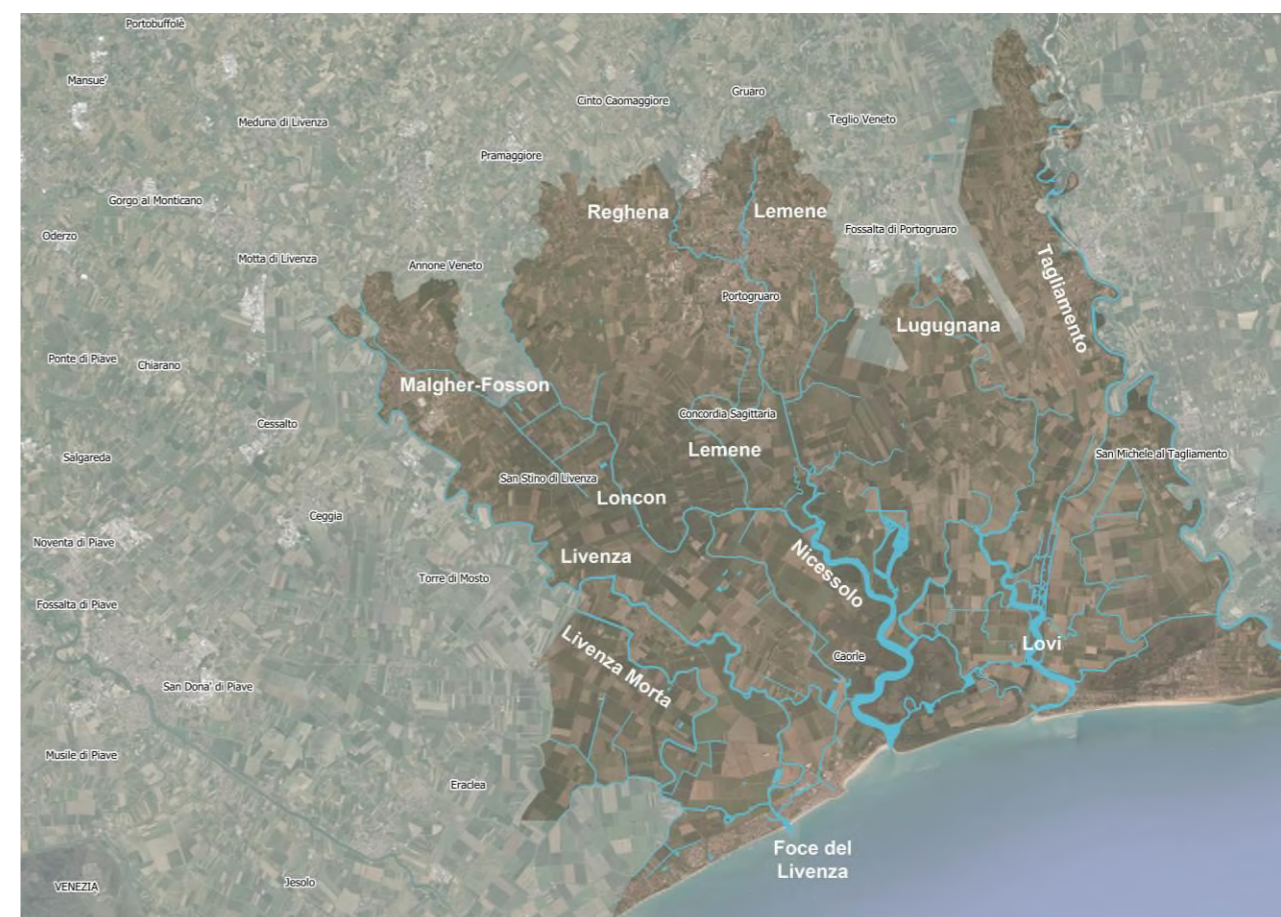 Portobuffolè
Mansue'
Cinto Caomaggiore
Gruaro
Meduna di Livenza
Teglio Veneto
Pramaggiore
Gorgo al Monticano
Reghena
Lemene
Oderzo
Fossalta di Portogruaro
Motta di Livenza
Annone Veneto
Tagliamento
Portogruaro
Lugugnana
Ponte di Piave
Chiarano
Malgher-Fosson
Concordia Sagittaria
Cessalto
Lemene
San Michele al Tagliamento
Salgareda
San Stino di Livenza
Loncon
Ceggia
Noventa di Piave
Livenza
Nicessolo
Torre di Mosto
Fossalta di Piave
Lovi
Livenza Morta
Caorle
San Dona' di Piave
Musile di Piave
Eraclea
Foce del
Livenza
Jesolo
VENEZIA